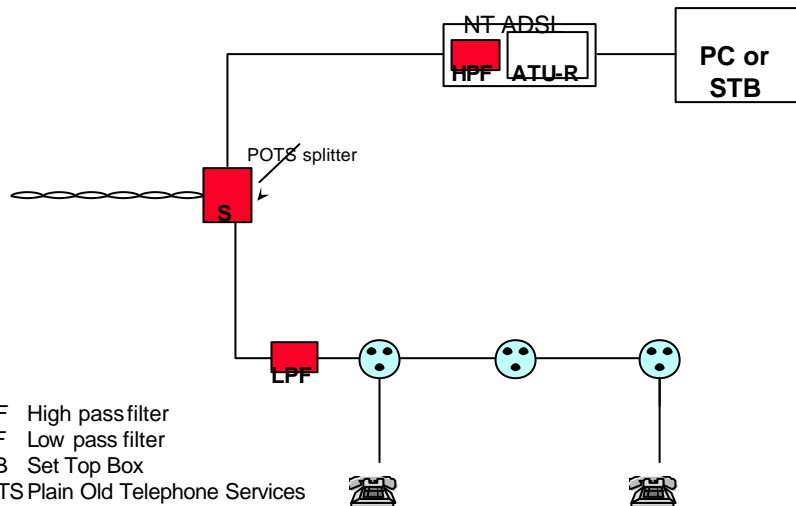 NT ADSL
HPF ATU-R
PC or
STB
POTS splitter
S
LPF
F High pass filter
F Low pass filter
B Set Top Box
TS Plain Old Telephone Services